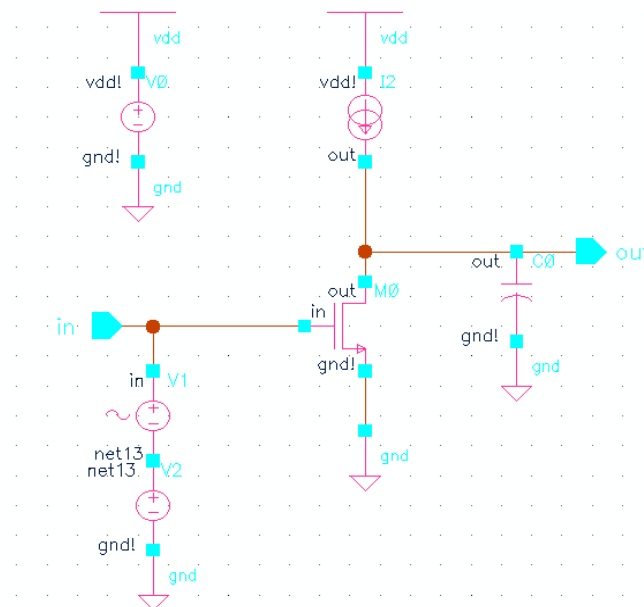 vdd
vdd! V0
gnd!
gnd
vdd
vdd! I2
out
out C0 out
out M0
in
gnd!
gnd!
gnd
gnd
in
in V1
net13
net13 V2
gnd!
gnd